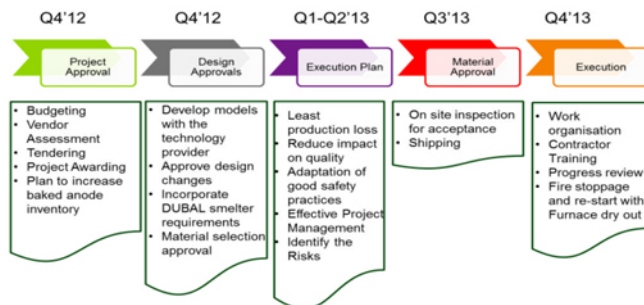 Q4'12
Q4'12
Q1-Q2'13
Q3'13
Q4'13
Project
Approval
Design
Approvals
Execution Plan
Material
Approval
Execution
• Budgeting
• Vendor
Assessment
• Tendering
• Project Awarding
• Plan to increase
baked anode
inventory
• Develop models
with the
technology
provider
• Approve design
changes
• Incorporate
DUBAL smelter
requirements
• Material selection
approval
• Least
production loss
• Reduce impact
on quality
• Adaptation of
good safety
practices
• Effective Project
Management
• Identify the
Risks
• On site inspection
for acceptance
• Shipping
• Work
organisation
• Contractor
Training
• Progress review
• Fire stoppage
and re-start with
Furnace dry out